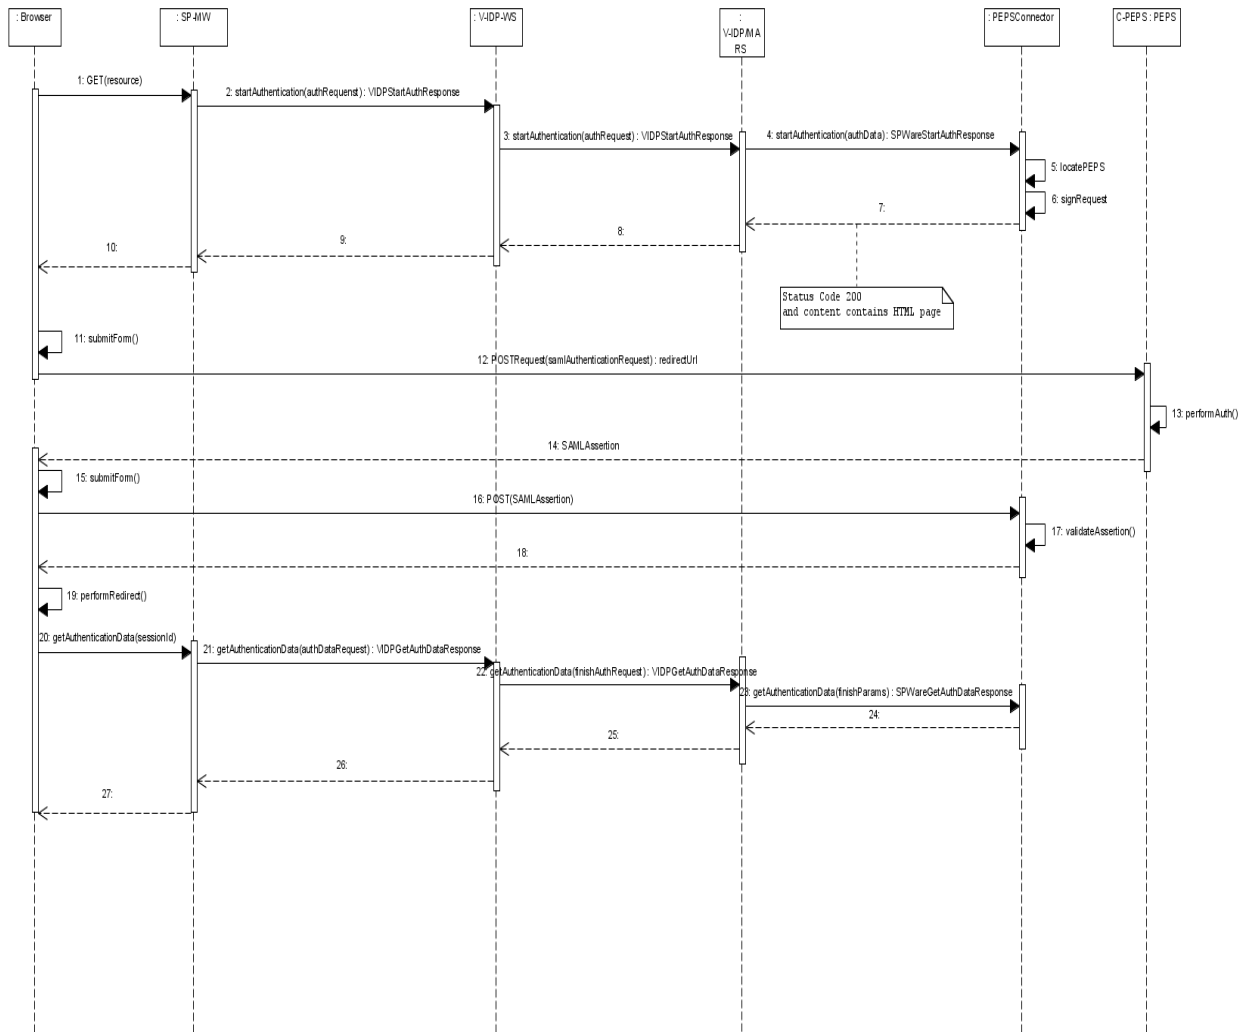 : Browser
: SP-MW
: V-IDP-WS
:
V-IDP/MA
RS
: PEPSConnector
C-PEPS : PEPS
1: GET(resource)
2: startAuthentication(authRequenst) : VIDPStartAuthResponse
3: startAuthentication(authRequest) : VIDPStartAuthResponse
4: startAuthentication(authData) : SPWareStartAuthResponse
5: locatePEPS
6: signRequest
7:
8:
9:
10:
Status Code 200
and content contains HTML page
11: submitForm()
12: POSTRequest(samlAuthenticationRequest) : redirectUrl
13: performAuth()
14: SAMLAssertion
15: submitForm()
16: POST(SAMLAssertion)
17: validateAssertion()
18:
19: performRedirect()
20: getAuthenticationData(sessionId)
21: getAuthenticationData(authDataRequest) : VIDPGetAuthDataResponse
22: getAuthenticationData(finishAuthRequest) : VIDPGetAuthDataResponse
23: getAuthenticationData(finishParams) : SPWareGetAuthDataResponse
24:
25:
26:
27: